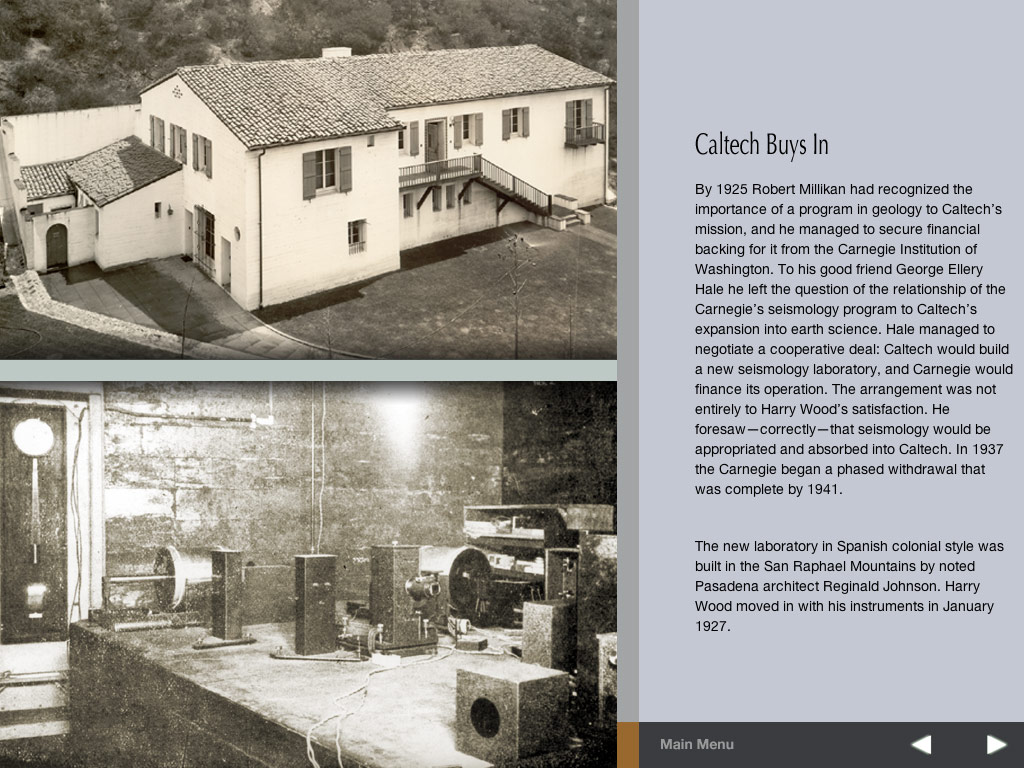 Caltech Buys In
By 1925 Robert Millikan had recognized the
importance of a program in geology to Caltech’s
mission, and he managed to secure financial
backing for it from the Carnegie Institution of
Washington. To his good friend George Ellery
Hale he left the question of the relationship of the
Carnegie’s seismology program to Caltech’s
expansion into earth science. Hale managed to
negotiate a cooperative deal: Caltech would build
a new seismology laboratory, and Carnegie would
finance its operation. The arrangement was not
entirely to Harry Wood’s satisfaction. He
foresaw—correctly—that seismology would be
appropriated and absorbed into Caltech. In 1937
the Carnegie began a phased withdrawal that
was complete by 1941.
The new laboratory in Spanish colonial style was
built in the San Raphael Mountains by noted
Pasadena architect Reginald Johnson. Harry
Wood moved in with his instruments in January
1927.
Main Menu